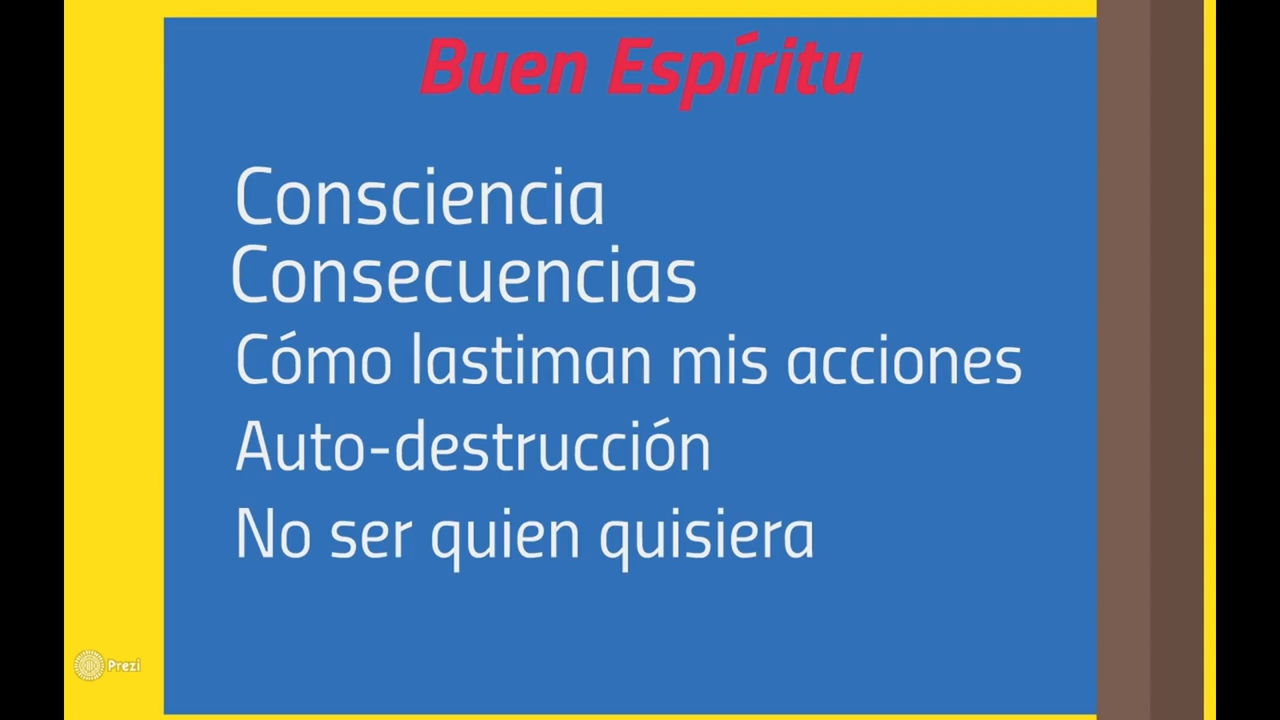 Buen Espíritu
Consciencia
Consecuencias
Cómo lastiman mis acciones
Auto-destrucción
No ser quien quisiera
Prezi